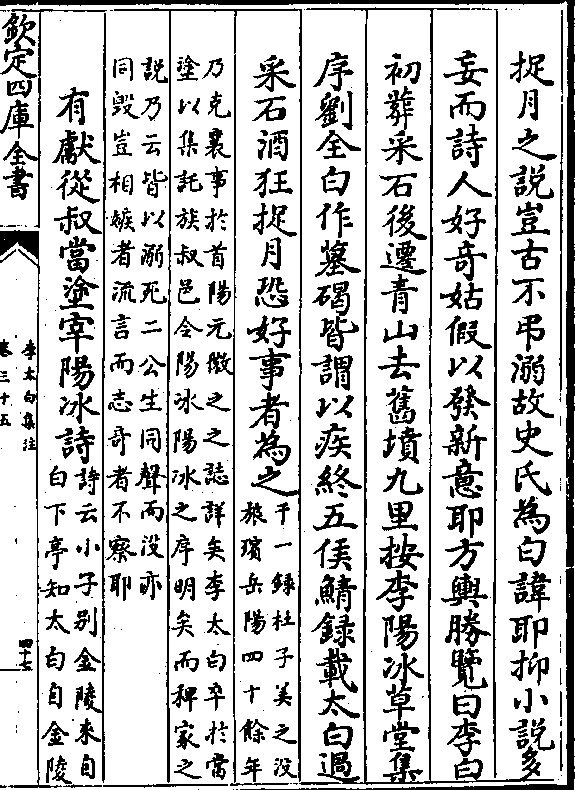 捉月之說豈古不弔溺故史氏為白諱耶抑小說多
妄而詩人好奇姑假以發新意耶方輿勝覽曰李白
初葬采石後遷青山去舊墳九里按李陽冰草堂集
序劉全白作墓碣皆謂以疾終五侯鯖錄載太白過
采石酒狂捉月恐好事者為之
干一錄杜子美之沒
旅殯岳陽四十餘年
乃克襄事於首陽元微之之誌詳矣李太白卒於當
塗以集託族叔邑令陽冰陽冰之序明矣而稗家之
説乃云皆以溺死二公生同聲而没亦
同毀豈相嫉者流言而志奇者不察耶
有獻從叔當塗宰陽冰詩
詩云小子别金陵来自
白下亭知太白自金陵
欽定四庫全書
李太白集注
卷三十五
四十七